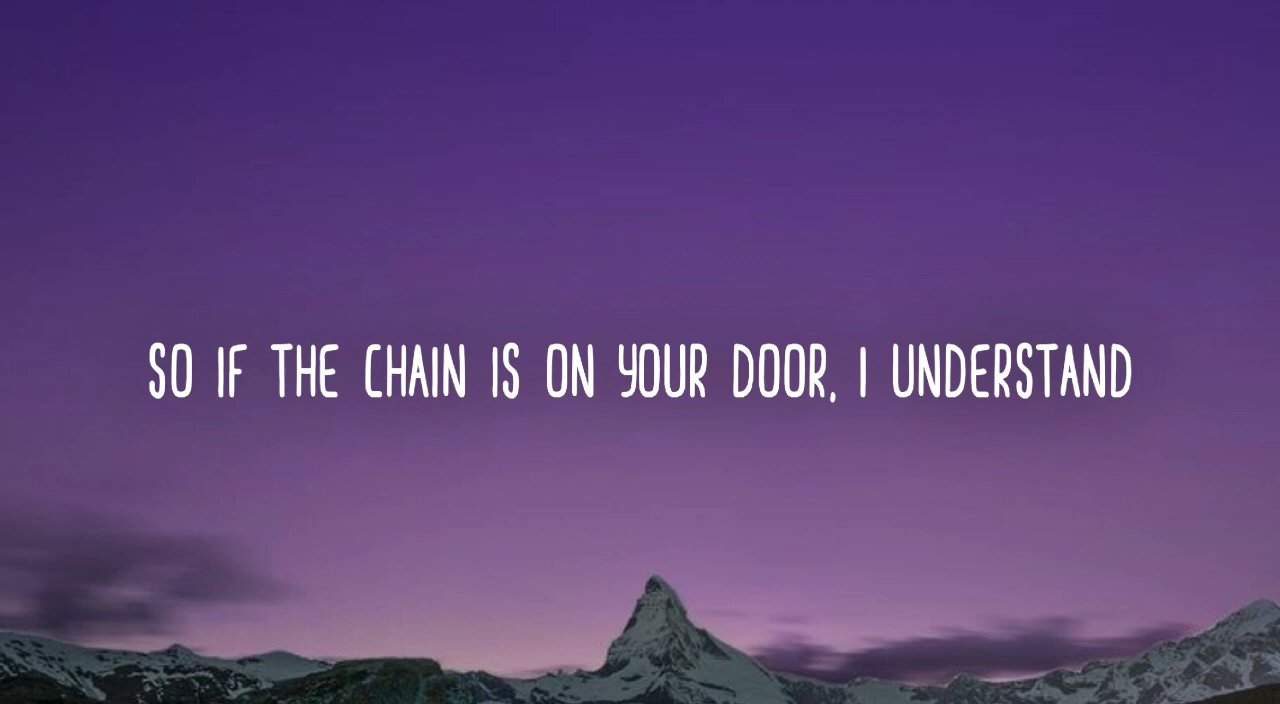 SO IF THE CHAIN IS ON YOUR DOOR, I UNDERSTAND